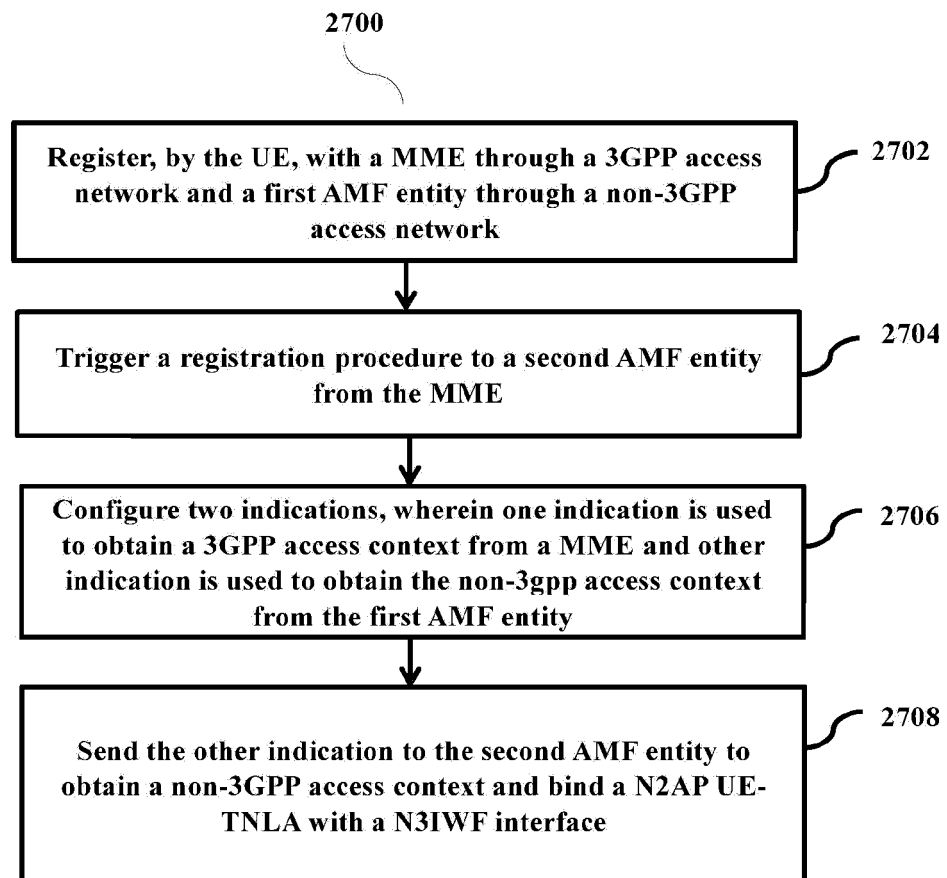 2700
Register, by the UE, with a MME through a 3GPP access
network and a first AMF entity through a non-3GPP
access network
2702
Trigger a registration procedure to a second AMF entity
from the MME
2704
Configure two indications, wherein one indication is used
to obtain a 3GPP access context from a MME and other
indication is used to obtain the non-3gpp access context
from the first AMF entity
2706
Send the other indication to the second AMF entity to
obtain a non-3GPP access context and bind a N2AP UE-
TNLA with a N3IWF interface
2708